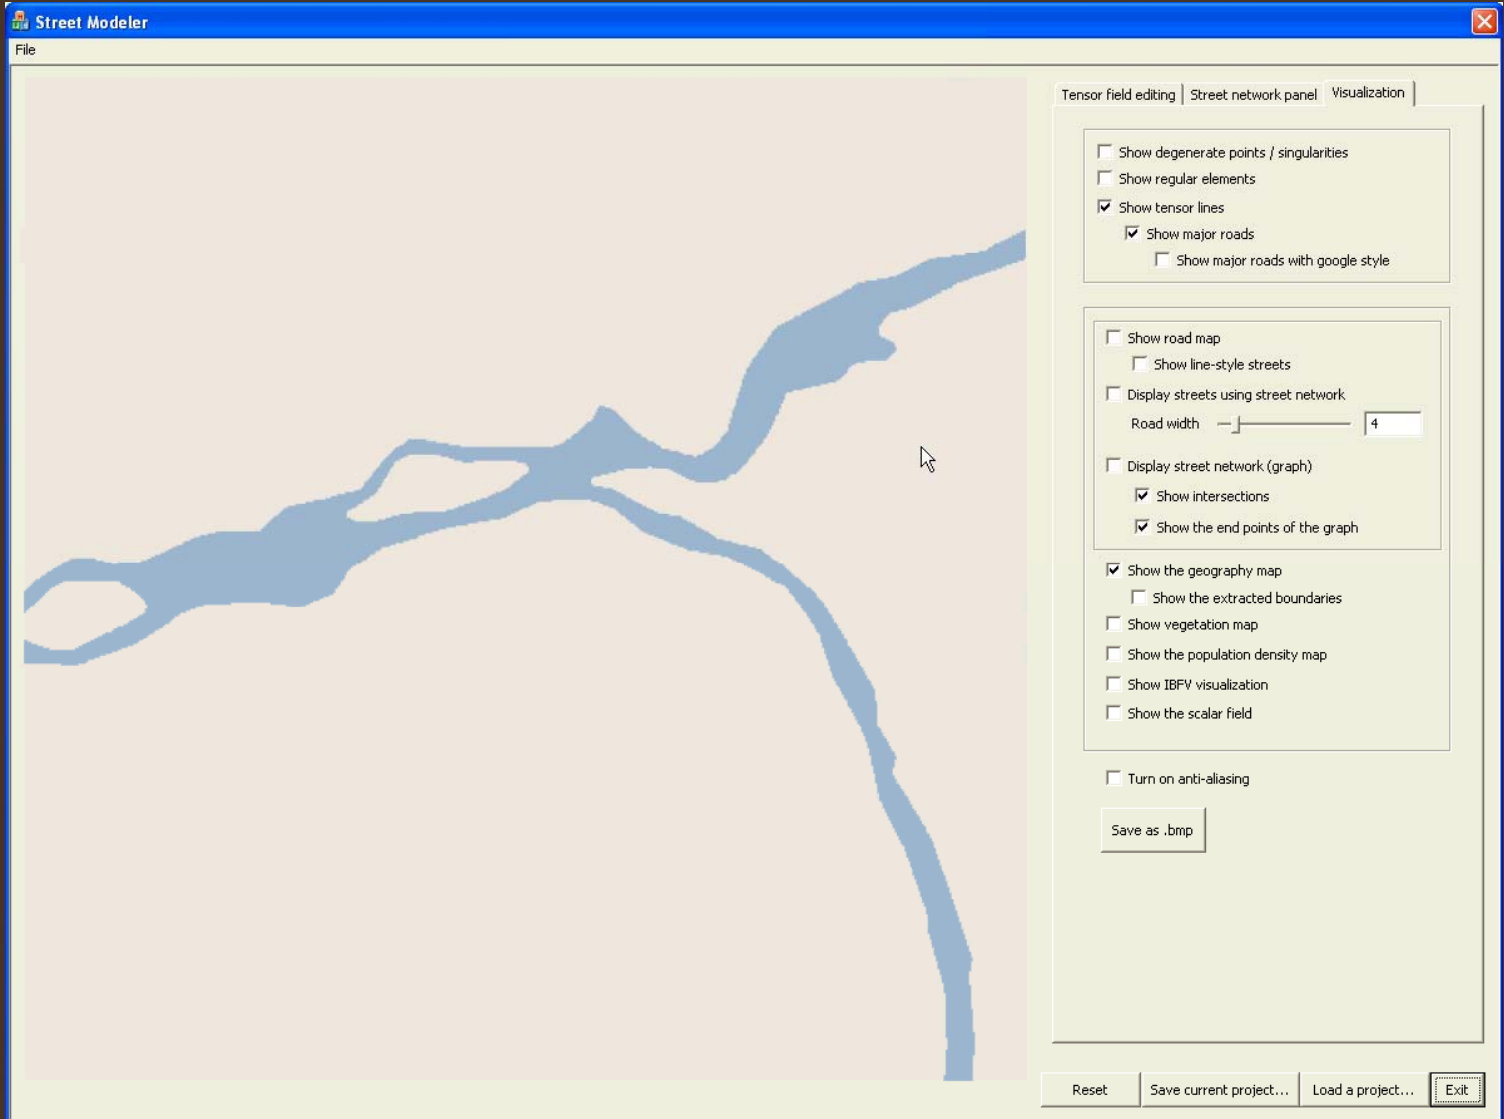 Street Modeler
File
Tensor field editing
Street network panel
Visualization
Show degenerate points / singularities
Show regular elements
Show tensor lines
Show major roads
Show major roads with google style
Show road map
Show line-style streets
Display streets using street network
Road width
4
Display street network (graph)
Show intersections
Show the end points of the graph
Show the geography map
Show the extracted boundaries
Show vegetation map
Show the population density map
Show IBFV visualization
Show the scalar field
Turn on anti-aliasing
Save as .bmp
Reset
Save current project...
Load a project...
Exit